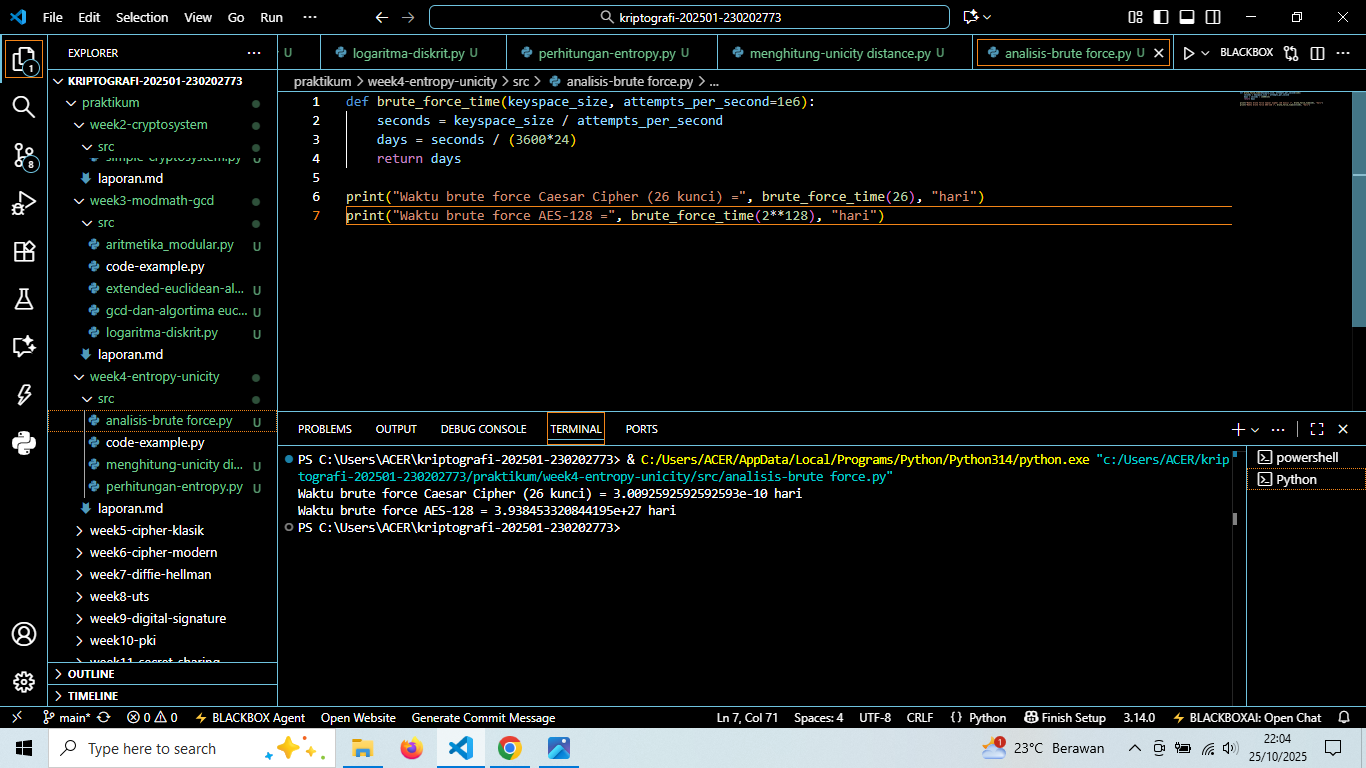 File Edit Selection View Go Run ··· kriptografi-202501-230202773
EXPLORER ···
U logaritma-diskrit.py U perhitungan-entropy.py U menghitung-unicity distance.py U analisis-brute force.py U BLACKBOX ···
KRIPTOGRAFI-202501-230202773
praktikum
week2-cryptosystem
src
simple-cryptosystem.py U
laporan.md
week3-modmath-gcd
src
aritmetika_modular.py U
code-example.py
extended-euclidean-al... U
gcd-dan-algortima euc... U
logaritma-diskrit.py U
laporan.md
week4-entropy-unicity
src
analisis-brute force.py U
code-example.py
menghitung-unicity di... U
perhitungan-entropy.py U
laporan.md
week5-cipher-klasik
week6-cipher-modern
week7-diffie-hellman
week8-uts
week9-digital-signature
week10-pki
week11-secret-sharing
OUTLINE
TIMELINE
1
8
praktikum > week4-entropy-unicity > src > analisis-brute force.py > ...
1 def brute_force_time(keyspace_size, attempts_per_second=1e6):
2 seconds = keyspace_size / attempts_per_second
3 days = seconds / (3600*24)
4 return days
5
6 print("Waktu brute force Caesar Cipher (26 kunci) =", brute_force_time(26), "hari")
7 print("Waktu brute force AES-128 =", brute_force_time(2**128), "hari")
PROBLEMS OUTPUT DEBUG CONSOLE TERMINAL PORTS ···
PS C:\Users\ACER\kriptografi-202501-230202773> & C:/Users/ACER/AppData/Local/Programs/Python/Python314/python.exe "c:/Users/ACER/krip
tografi-202501-230202773/praktikum/week4-entropy-unicity/src/analisis-brute force.py"
Waktu brute force Caesar Cipher (26 kunci) = 3.0092592592592593e-10 hari
Waktu brute force AES-128 = 3.938453320844195e+27 hari
PS C:\Users\ACER\kriptografi-202501-230202773>
powershell
Python
main* 0 0 BLACKBOX Agent Open Website Generate Commit Message Ln 7, Col 71 Spaces: 4 UTF-8 CRLF {} Python Finish Setup 3.14.0 BLACKBOXAI: Open Chat
Type here to search 1 23°C Berawan 22:04
25/10/2025